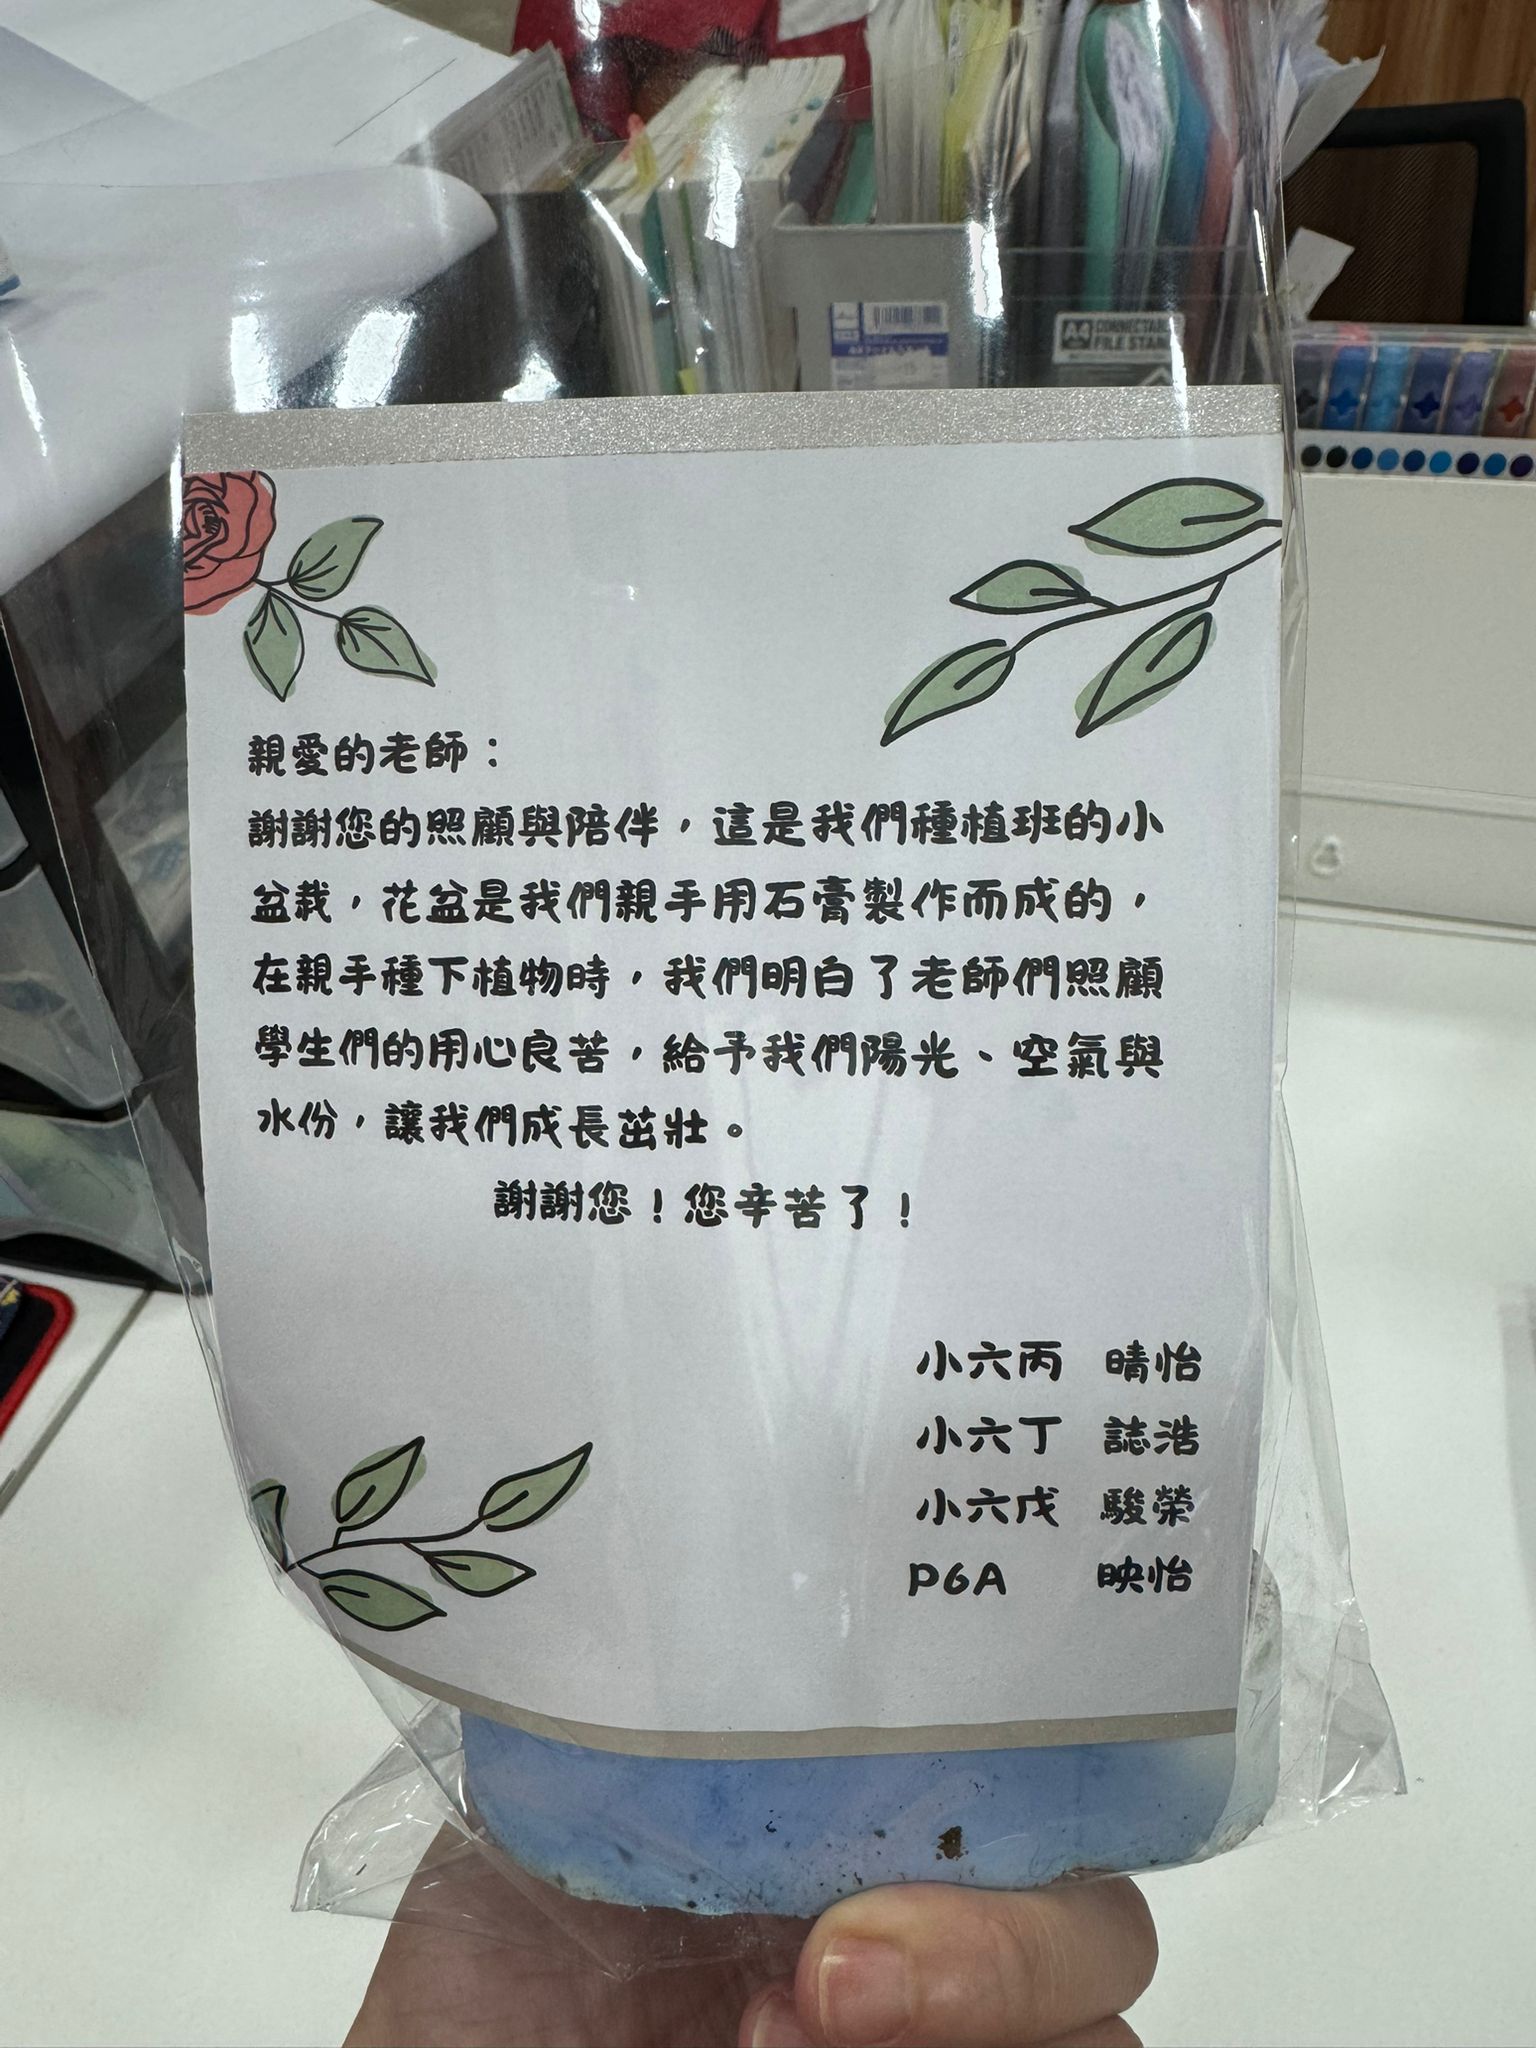 A4 CONNECTABLE
FILE STAND
親愛的老師：
謝謝您的照顧與陪伴，這是我們種植班的小
盆栽，花盆是我們親手用石膏製作而成的，
在親手種下植物時，我們明白了老師們照顧
學生們的用心良苦，給予我們陽光、空氣與
水份，讓我們成長茁壯。
謝謝您！您辛苦了！
小六丙 晴怡
小六丁 誌浩
小六戊 駿榮
P6A 映怡